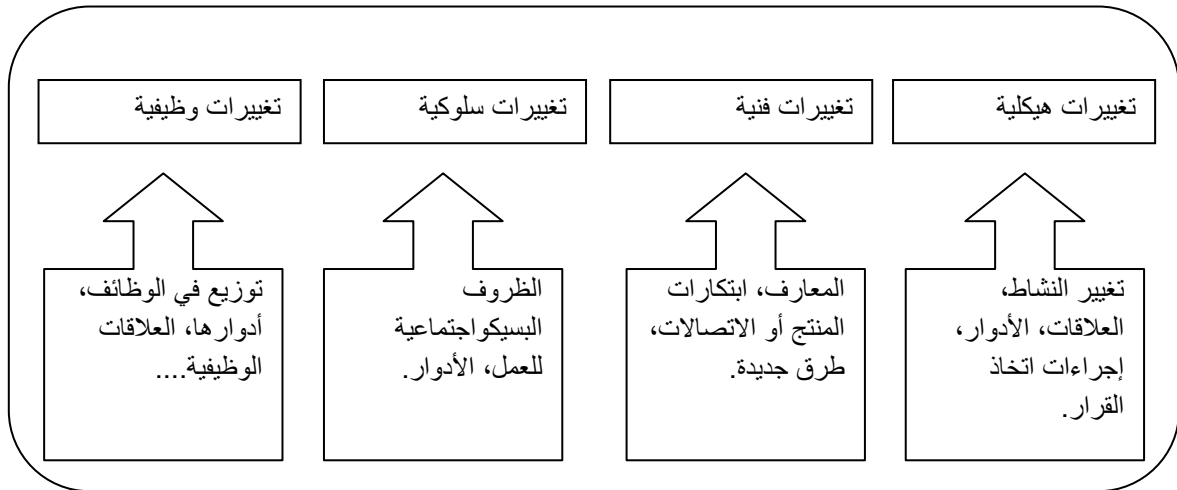 تغييرات هيكلية
تغييرات فنية
تغييرات سلوكية
تغييرات وظيفية
تغيير النشاط،
العلاقات، الأدوار،
إجراءات اتخاذ
القرار.
المعارف، ابتكارات
المنتج أو الاتصالات،
طرق جديدة.
الظروف
البسيكواجتماعية
للعمل، الأدوار.
توزيع في الوظائف،
أدوارها، العلاقات
الوظيفية....